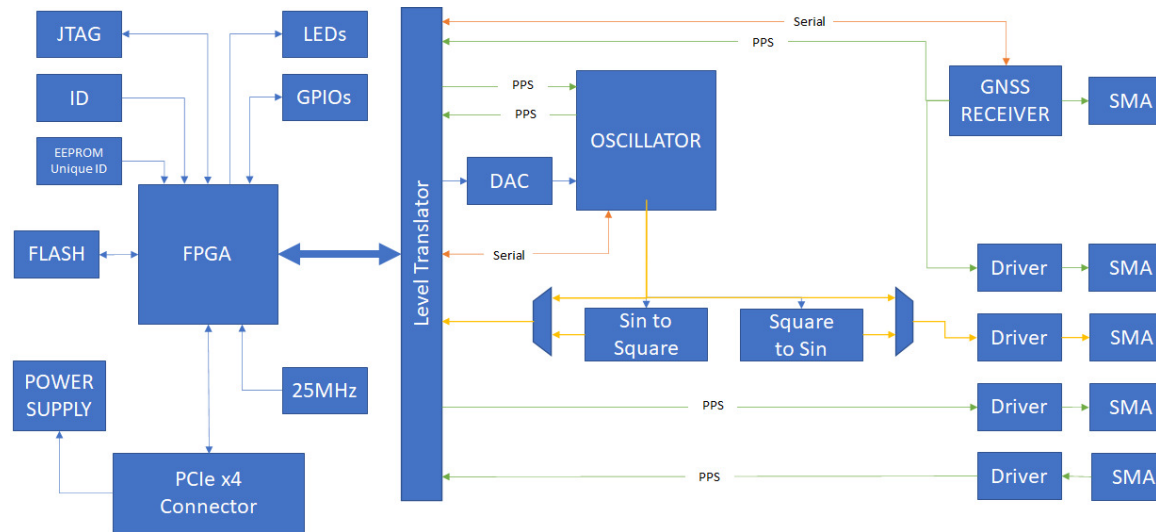 JTAG
LEDs
Serial
PPS
ID
GPIOs
PPS
PPS
GNSS
RECEIVER
SMA
OSCILLATOR
EEPROM
Unique ID
DAC
Level Translator
FLASH
FPGA
Serial
Driver
SMA
Sin to
Square
Square
to Sin
Driver
SMA
POWER
SUPPLY
25MHz
PPS
Driver
SMA
PCIe x4
Connector
PPS
Driver
SMA